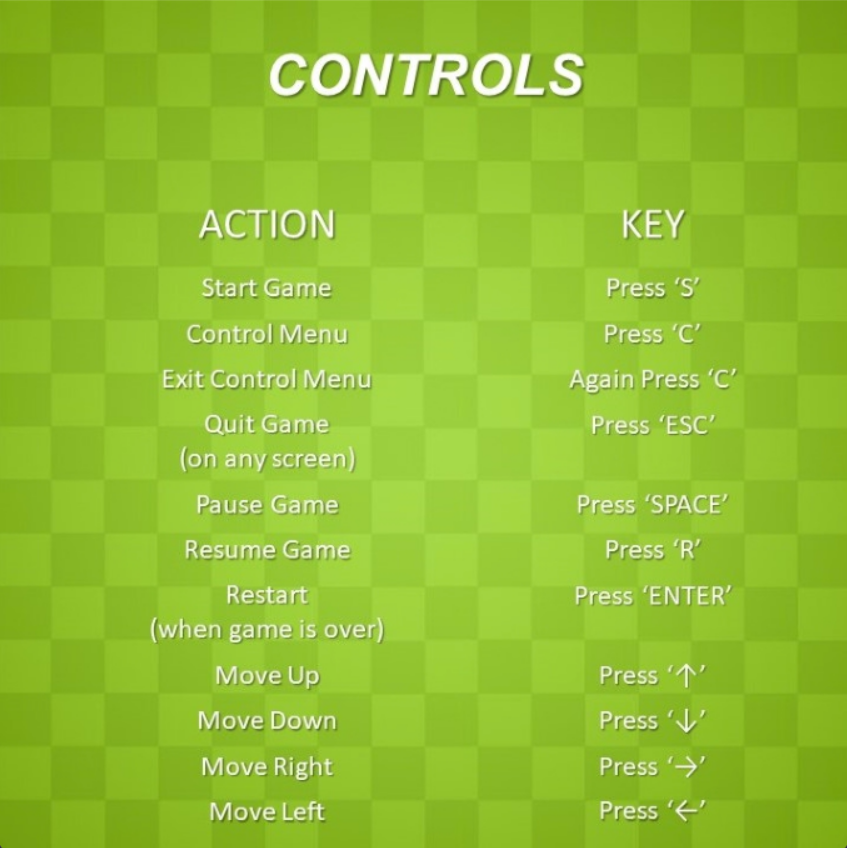 CONTROLS
ACTION KEY
Start Game Press ‘S’
Control Menu Press ‘C’
Exit Control Menu Again Press ‘C’
Quit Game Press ‘ESC’
(on any screen)
Pause Game Press ‘SPACE’
Resume Game Press ‘R’
Restart Press ‘ENTER’
(when game is over)
Move Up Press ‘↑’
Move Down Press ‘↓’
Move Right Press ‘→’
Move Left Press ‘←’